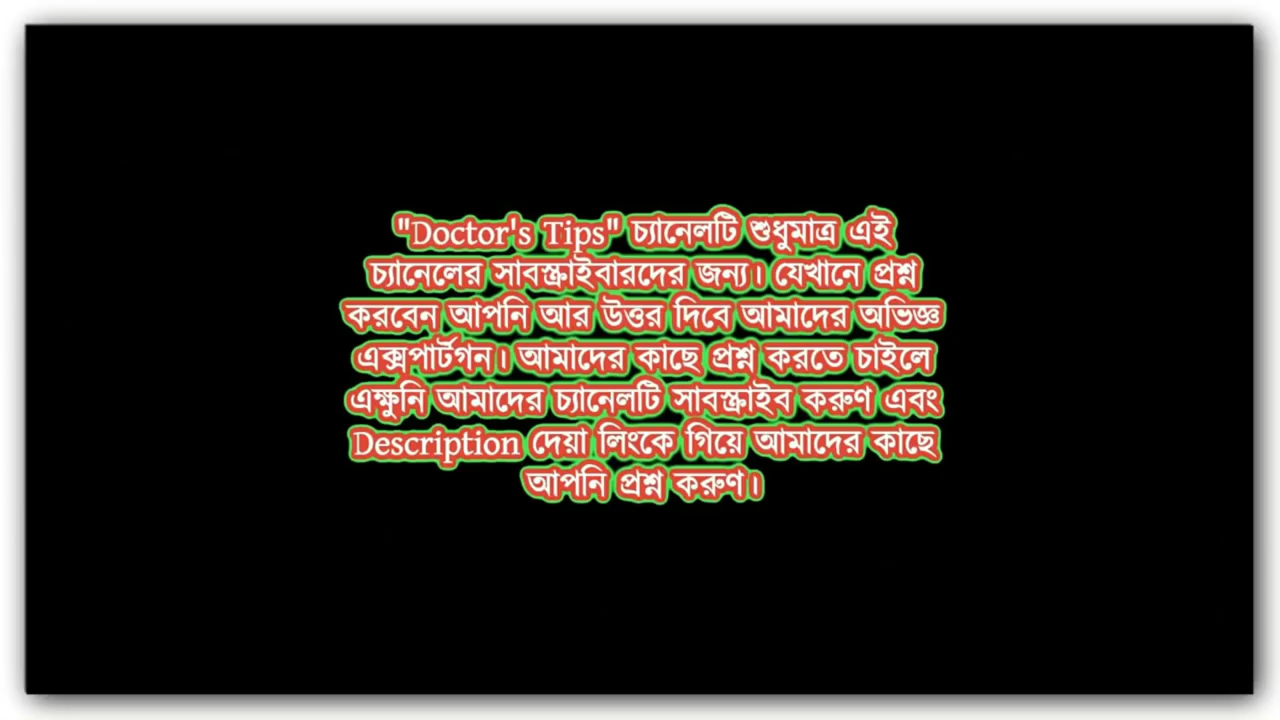 "Doctor's Tips" চ্যানেলটি শুধুমাত্র এই
চ্যানেলের সাবস্ক্রাইবারদের জন্য। যেখানে প্রশ্ন
করবেন আপনি আর উত্তর দিবে আমাদের অভিজ্ঞ
এক্সপার্টগন। আমাদের কাছে প্রশ্ন করতে চাইলে
এক্ষুনি আমাদের চ্যানেলটি সাবস্ক্রাইব করুণ এবং
Description দেয়া লিংকে গিয়ে আমাদের কাছে
আপনি প্রশ্ন করুণ।